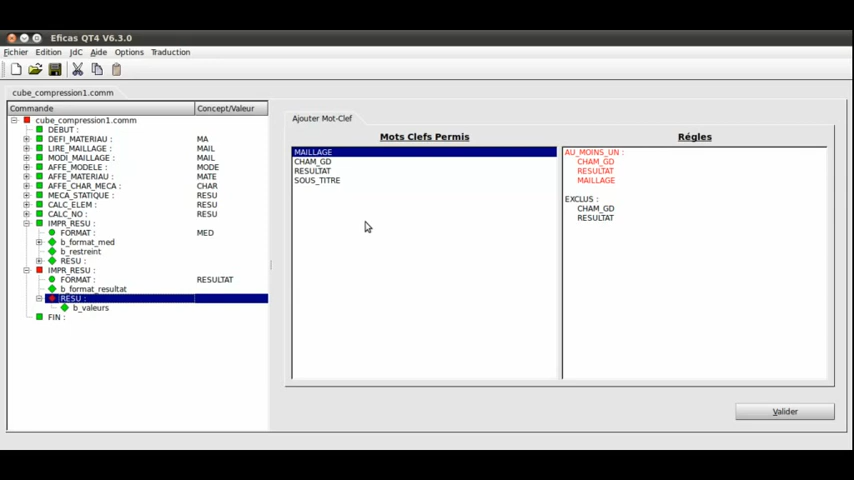 Eficas QT4 V6.3.0
Fichier Edition JdC Aide Options Traduction
cube_compression1.comm
Commande Concept/Valeur
cube_compression1.comm
DEBUT :
DEFI_MATERIAU : MA
LIRE_MAILLAGE : MAIL
MODI_MAILLAGE : MAIL
AFFE_MODELE : MODE
AFFE_MATERIAU : MATE
AFFE_CHAR_MECA : CHAR
MECA_STATIQUE : RESU
CALC_ELEM : RESU
CALC_NO : RESU
IMPR_RESU :
FORMAT : MED
b_format_med
b_restreint
RESU :
IMPR_RESU :
FORMAT : RESULTAT
b_format_resultat
RESU :
b_valeurs
FIN :
Ajouter Mot-Clef
Mots Clefs Permis
MAILLAGE
CHAM_GD
RESULTAT
SOUS_TITRE
Régles
AU_MOINS_UN :
CHAM_GD
RESULTAT
MAILLAGE
EXCLUS :
CHAM_GD
RESULTAT
Valider